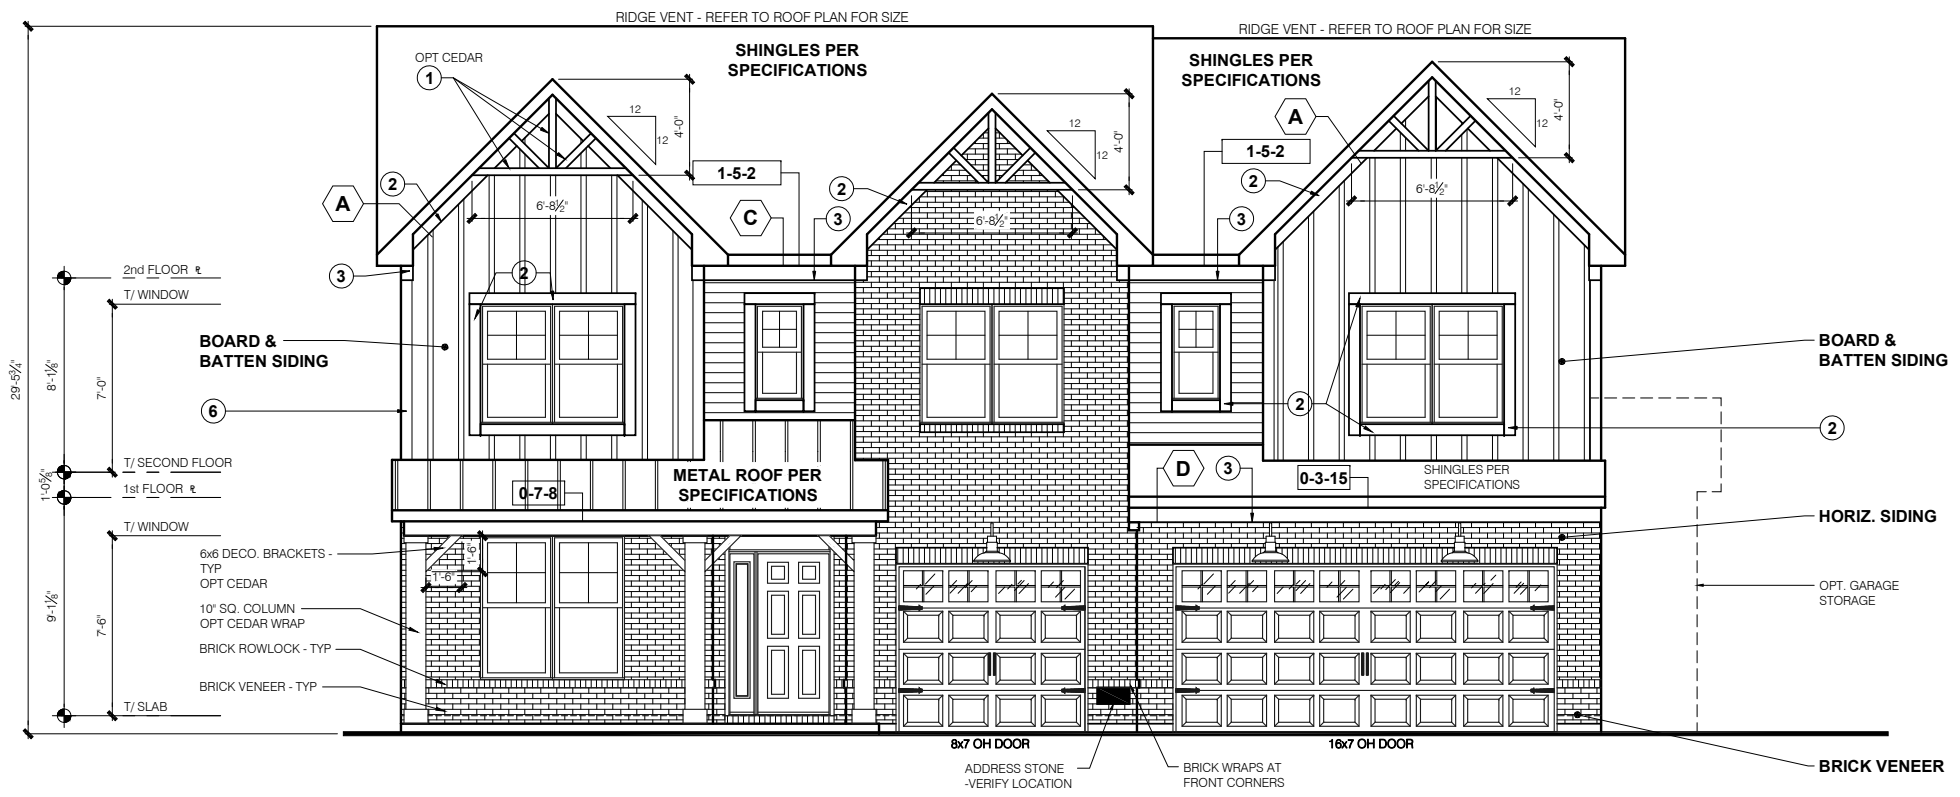 RIDGE VENT - REFER TO ROOF PLAN FOR SIZE
RIDGE VENT - REFER TO ROOF PLAN FOR SIZE
SHINGLES PER
SPECIFICATIONS
SHINGLES PER
SPECIFICATIONS
OPT CEDAR
1
12
12
4'-0"
12
12
4'-0"
12
12
4'-0"
A
1-5-2
1-5-2
2
A
2
2
C
3
3
6'-8½"
6'-8½"
6'-8½"
2nd FLOOR ℄
3
2
T/ WINDOW
BOARD &
BATTEN SIDING
BOARD &
BATTEN SIDING
29'-5¾"
8'-1⅛"
7'-0"
6
2
2
T/ SECOND FLOOR
1'-0⅝"
1st FLOOR ℄
METAL ROOF PER
SPECIFICATIONS
0-7-8
D
3
0-3-15
SHINGLES PER
SPECIFICATIONS
HORIZ. SIDING
T/ WINDOW
6x6 DECO. BRACKETS -
TYP
OPT CEDAR
1'-6"
1'-6"
10" SQ. COLUMN
OPT CEDAR WRAP
9'-1⅛"
7'-6"
OPT. GARAGE
STORAGE
BRICK ROWLOCK - TYP
BRICK VENEER - TYP
T/ SLAB
8x7 OH DOOR
16x7 OH DOOR
ADDRESS STONE
-VERIFY LOCATION
BRICK WRAPS AT
FRONT CORNERS
BRICK VENEER